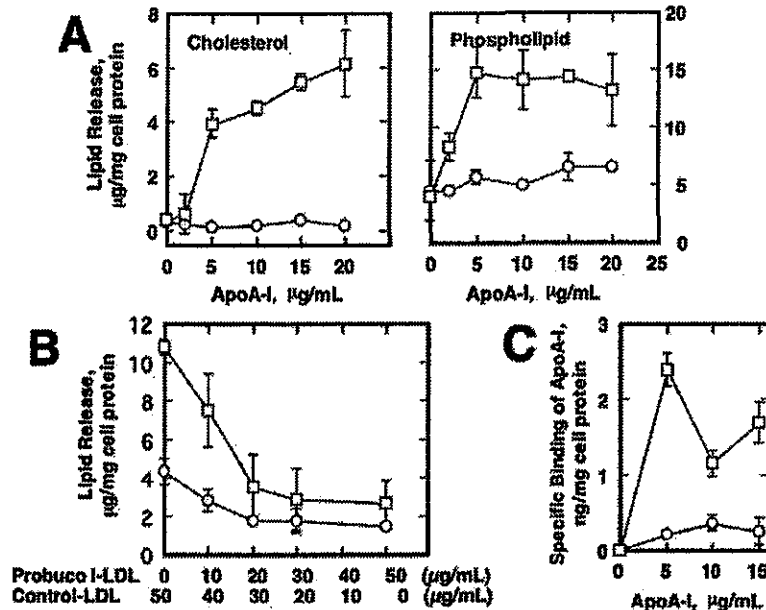 A
Cholesterol
Phospholipid
Lipid Release,
µg/mg cell protein
8
6
4
2
0
20
15
10
5
0
0 5 10 15 20
0 5 10 15 20 25
ApoA-I, µg/mL
ApoA-I, µg/mL
B
Lipid Release,
µg/mg cell protein
12
10
8
6
4
2
0
Probuco l-LDL 0 10 20 30 40 50 (µg/mL)
Control-LDL 50 40 30 20 10 0 (µg/mL)
C
Specific Binding of ApoA-I,
ng/mg cell protein
3
2
1
0
0 5 10 15
ApoA-I, µg/mL